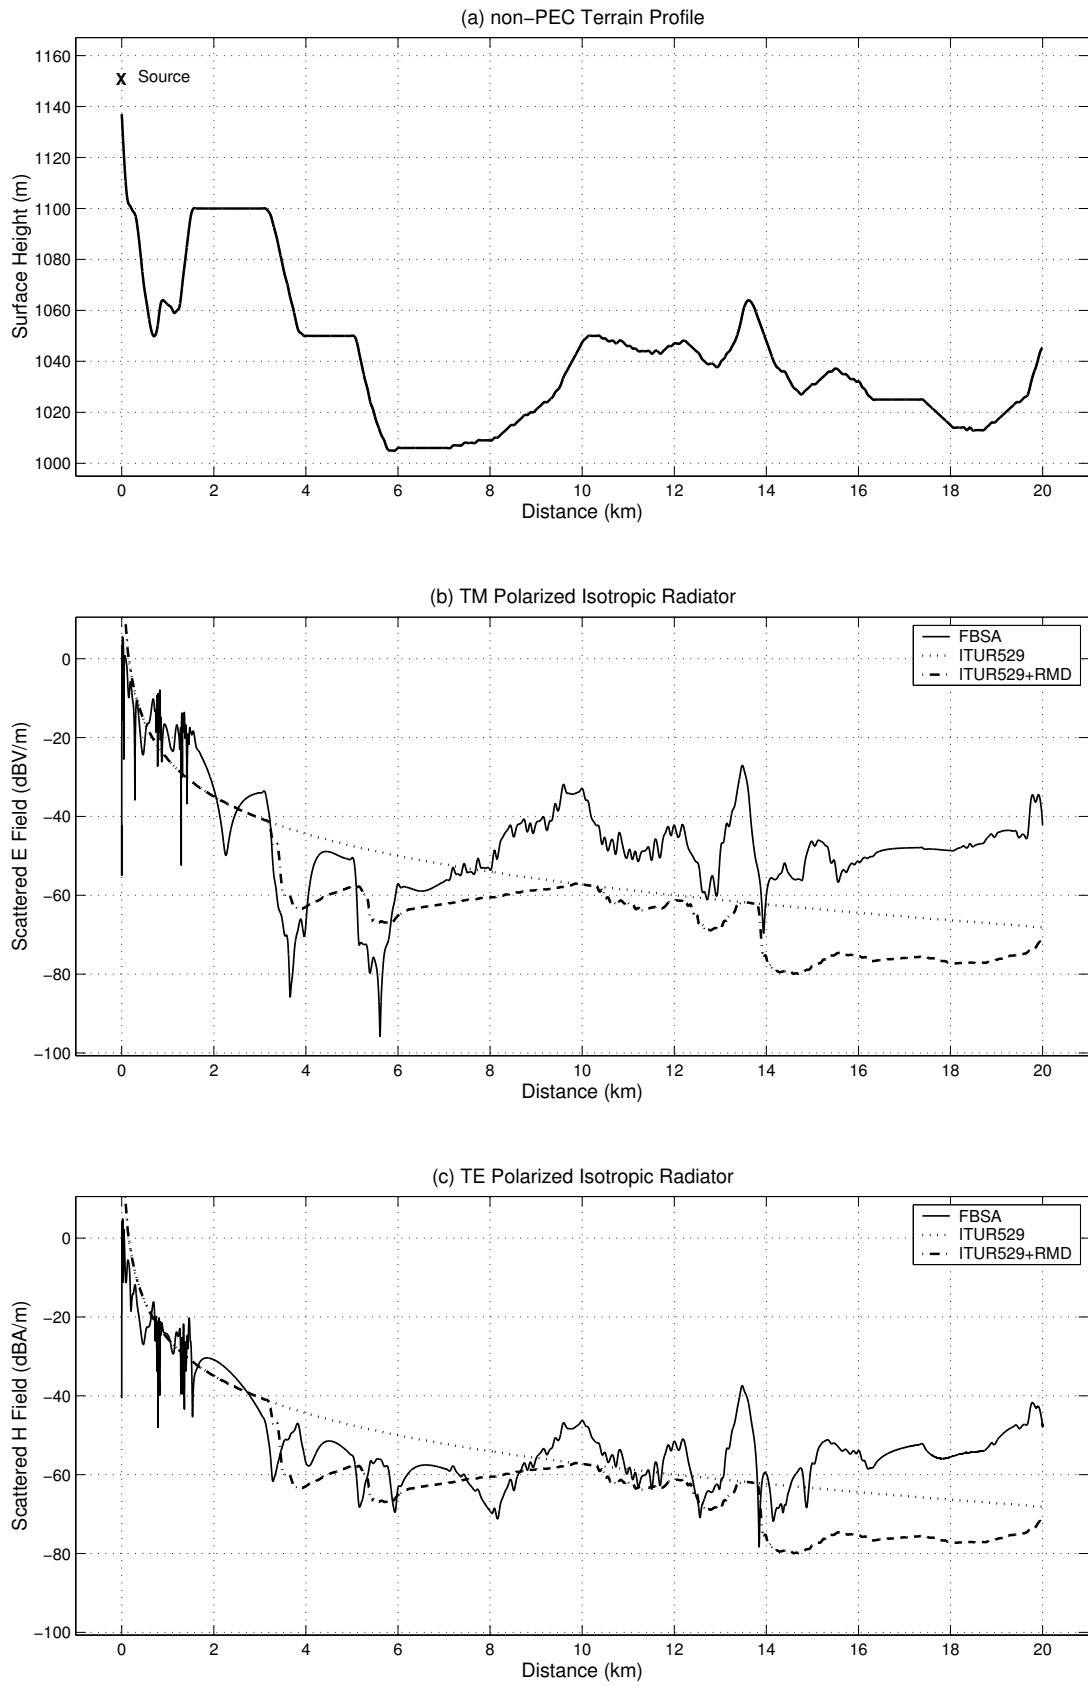 (a) non−PEC Terrain Profile
1160
1140
1120
1100
1080
1060
1040
1020
1000
Surface Height (m)
x Source
0 2 4 6 8 10 12 14 16 18 20
Distance (km)
(b) TM Polarized Isotropic Radiator
0
−20
−40
−60
−80
−100
Scattered E Field (dBV/m)
FBSA
ITUR529
ITUR529+RMD
0 2 4 6 8 10 12 14 16 18 20
Distance (km)
(c) TE Polarized Isotropic Radiator
0
−20
−40
−60
−80
−100
Scattered H Field (dBA/m)
FBSA
ITUR529
ITUR529+RMD
0 2 4 6 8 10 12 14 16 18 20
Distance (km)